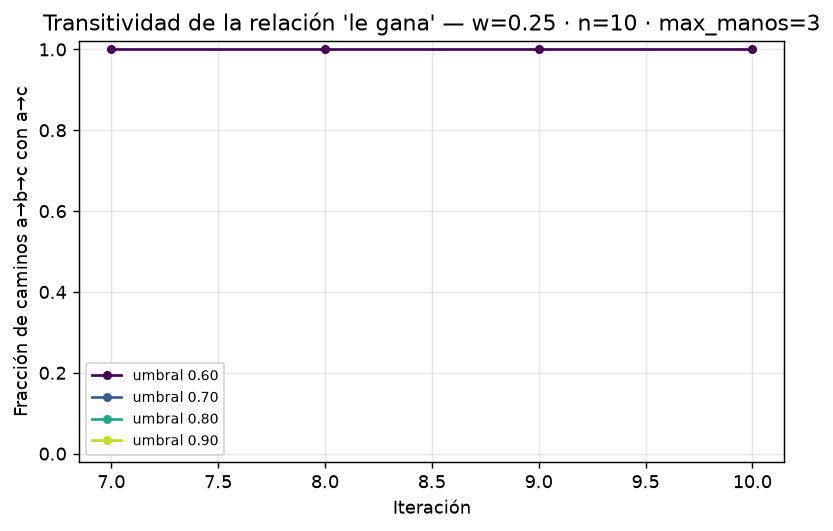 Transitividad de la relación 'le gana' — w=0.25 · n=10 · max_manos=3
Fracción de caminos a→b→c con a→c
1.0
0.8
0.6
0.4
0.2
0.0
umbral 0.60
umbral 0.70
umbral 0.80
umbral 0.90
7.0 7.5 8.0 8.5 9.0 9.5 10.0
Iteración